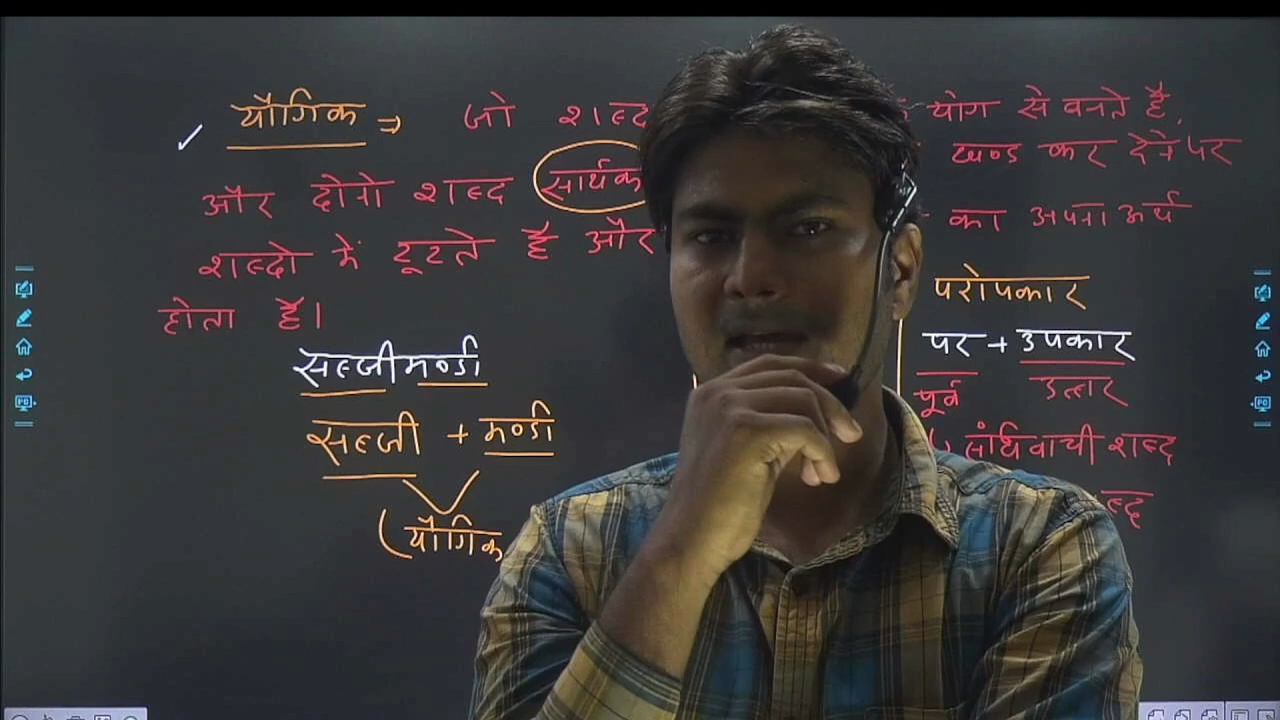 यौगिक ⇒ जो शब्द योग से बनते है,
खण्ड कर देने पर
और दोनो शब्द सार्थक
का अपना अर्थ
शब्दो में टूटते है और
होता है।
सब्जीमण्डी
सब्जी + मण्डी
(यौगिक
परोपकार
पर + उपकार
पूर्व उत्तर
संधिवाची शब्द